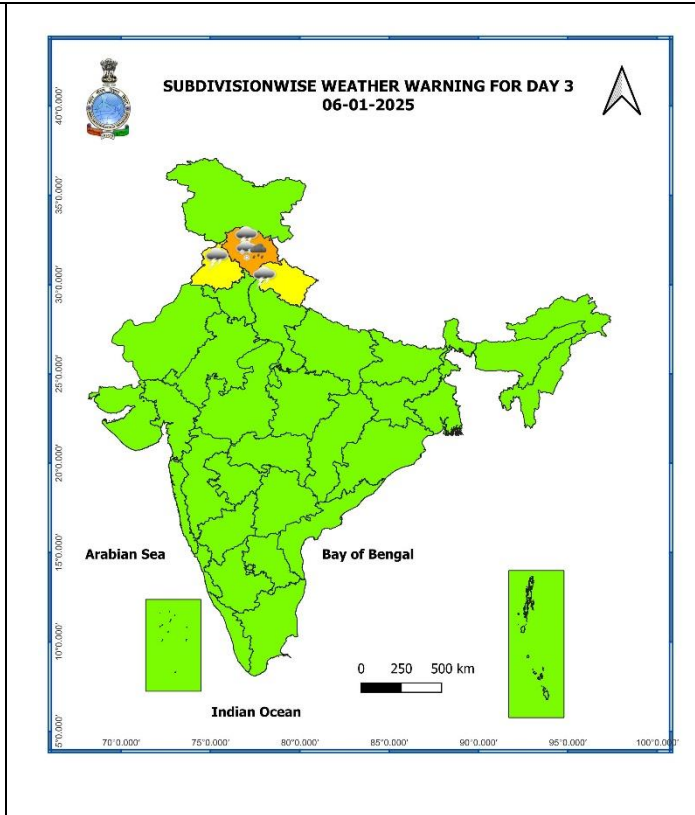 SUBDIVISIONWISE WEATHER WARNING FOR DAY 3
06-01-2025
40°0.000'
35°0.000'
30°0.000'
25°0.000'
20°0.000'
15°0.000'
10°0.000'
5°0.000'
Arabian Sea
Bay of Bengal
0 250 500 km
Indian Ocean
70°0.000' 75°0.000' 80°0.000' 85°0.000' 90°0.000' 95°0.000' 100°0.000'